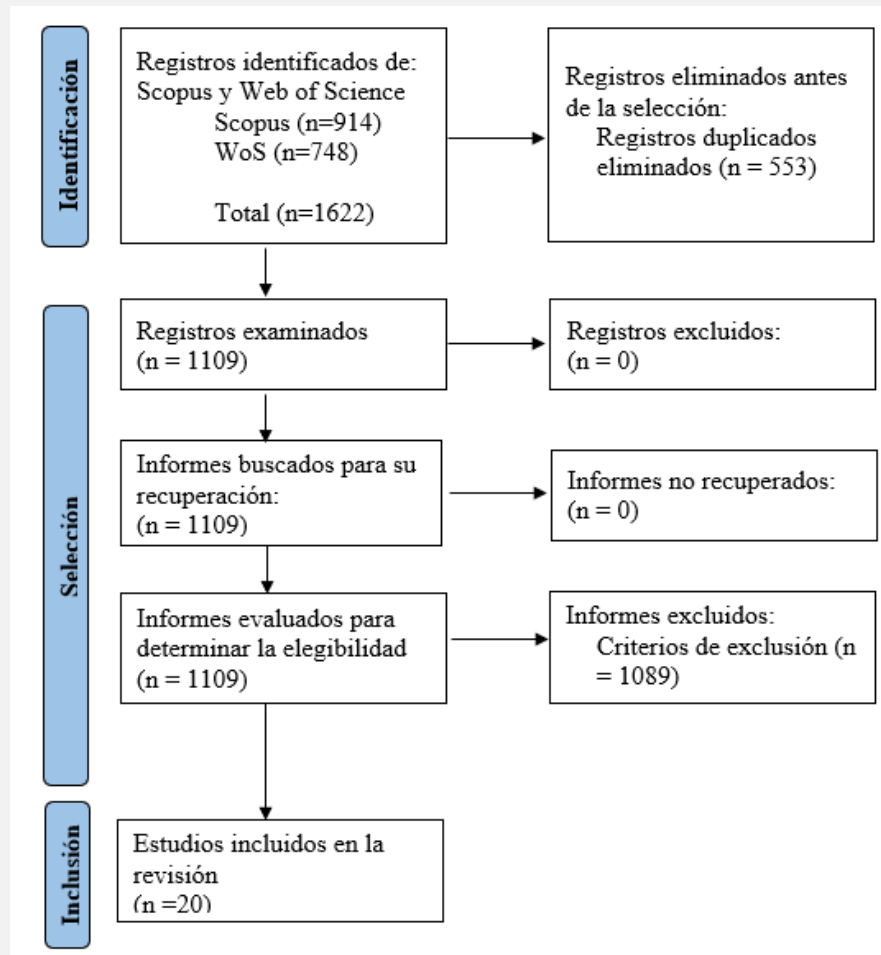 Identificación
Registros identificados de:
Scopus y Web of Science
Scopus (n=914)
WoS (n=748)
Total (n=1622)
Registros eliminados antes
de la selección:
Registros duplicados
eliminados (n = 553)
Selección
Registros examinados
(n = 1109)
Registros excluidos:
(n = 0)
Informes buscados para su
recuperación:
(n = 1109)
Informes no recuperados:
(n = 0)
Informes evaluados para
determinar la elegibilidad
(n = 1109)
Informes excluidos:
Criterios de exclusión (n
= 1089)
Inclusión
Estudios incluidos en la
revisión
(n =20)